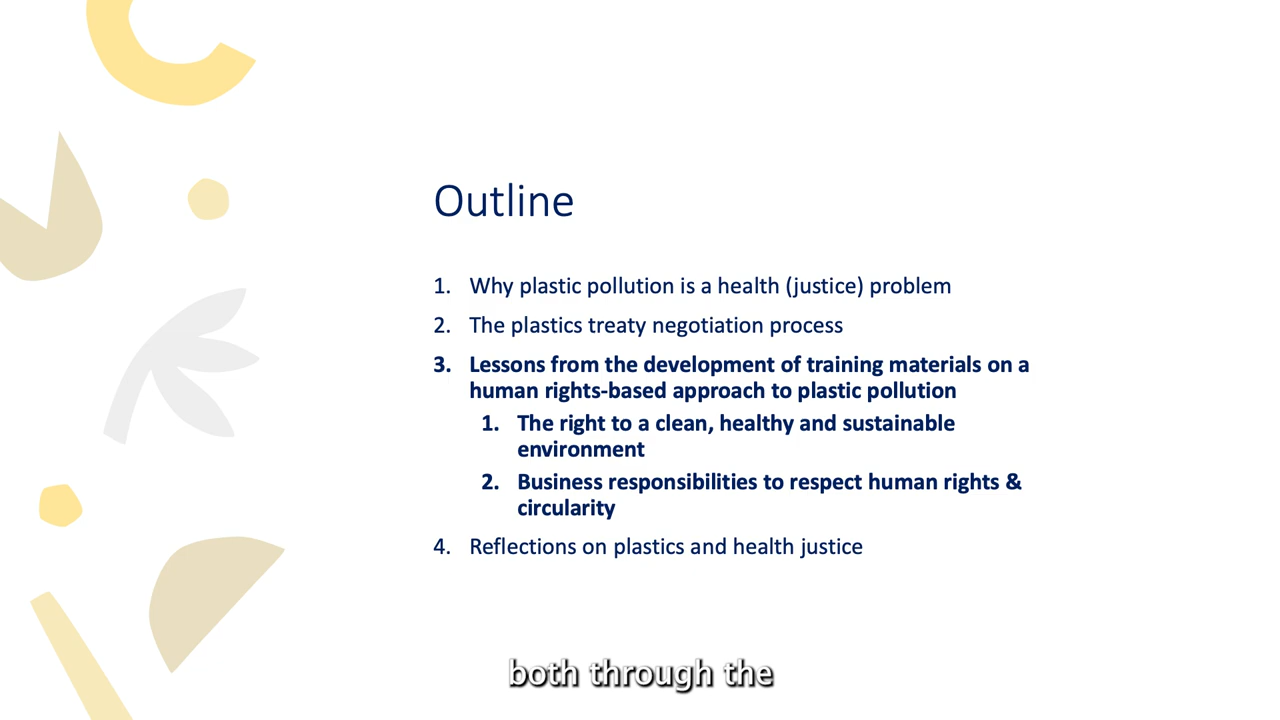 Outline
1. Why plastic pollution is a health (justice) problem
2. The plastics treaty negotiation process
3. Lessons from the development of training materials on a
human rights-based approach to plastic pollution
1. The right to a clean, healthy and sustainable
environment
2. Business responsibilities to respect human rights &
circularity
4. Reflections on plastics and health justice
both through the